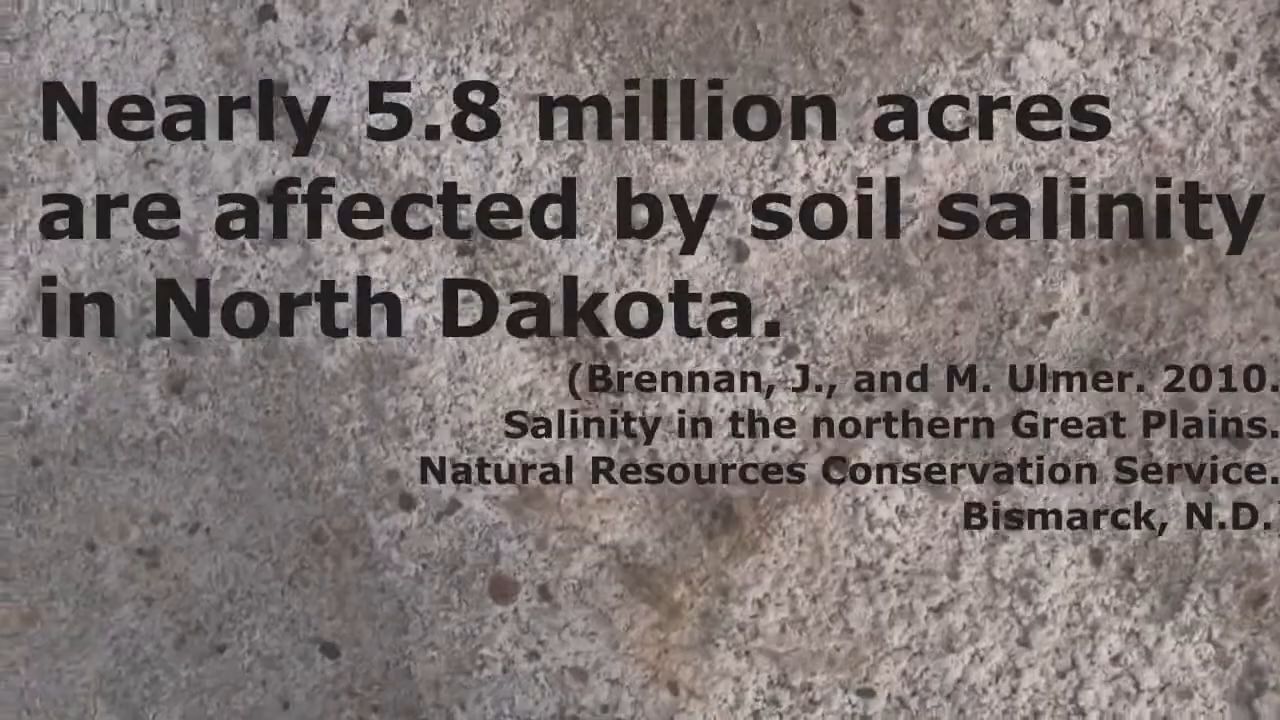 Nearly 5.8 million acres
are affected by soil salinity
in North Dakota.
(Brennan, J., and M. Ulmer. 2010.
Salinity in the northern Great Plains.
Natural Resources Conservation Service.
Bismarck, N.D.